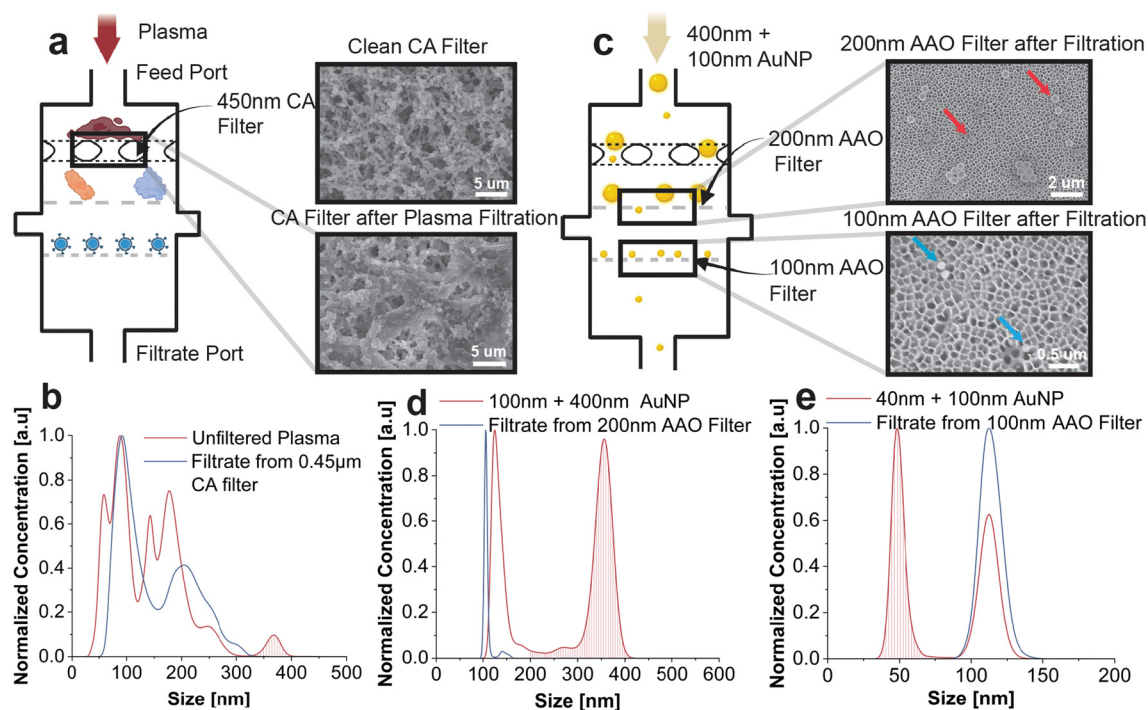 a
Plasma
Feed Port
450nm CA
Filter
Filtrate Port
Clean CA Filter
5 um
CA Filter after Plasma Filtration
5 um
c
400nm +
100nm AuNP
200nm AAO
Filter
100nm AAO
Filter
200nm AAO Filter after Filtration
2 um
100nm AAO Filter after Filtration
0.5 um
b
Normalized Concentration [a.u]
1.0
0.8
0.6
0.4
0.2
0.0
Unfiltered Plasma
Filtrate from 0.45µm
CA filter
0 100 200 300 400 500
Size [nm]
d
Normalized Concentration [a.u]
1.0
0.8
0.6
0.4
0.2
0.0
100nm + 400nm AuNP
Filtrate from 200nm AAO Filter
0 100 200 300 400 500 600
Size [nm]
e
Normalized Concentration [a.u]
1.0
0.8
0.6
0.4
0.2
0.0
40nm + 100nm AuNP
Filtrate from 100nm AAO Filter
0 50 100 150 200
Size [nm]